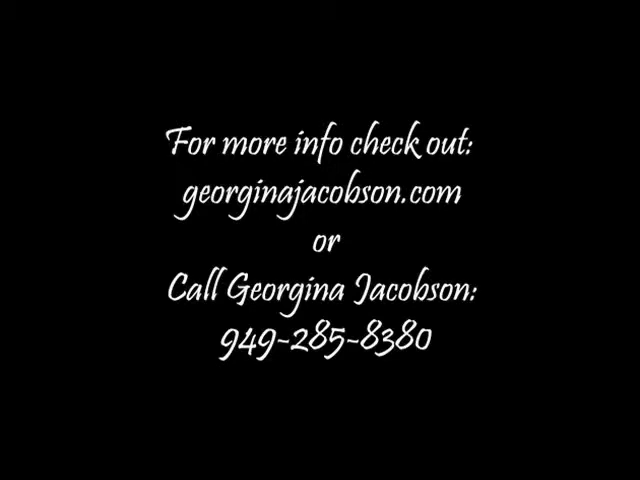 For more info check out:
georginajacobson.com
or
Call Georgina Jacobson:
949-285-8380